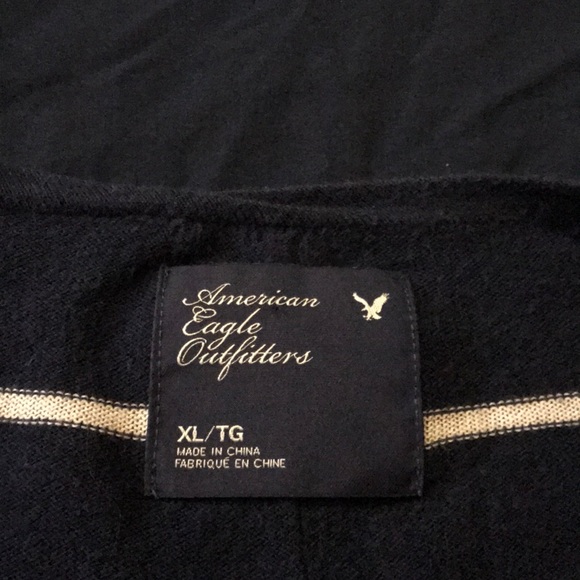 American
Eagle
Outfitters
XL/TG
MADE IN CHINA
FABRIQUÉ EN CHINE